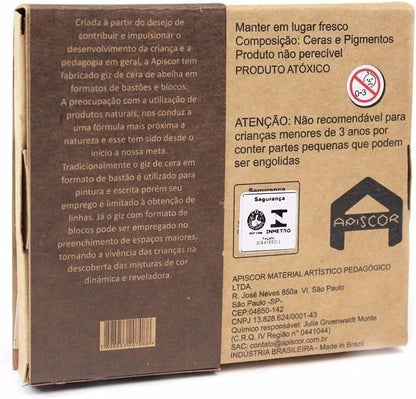 Criada à partir do desejo de
contribuir e impulsionar o
desenvolvimento da criança e a
pedagogia em geral, a Apiscor tem
fabricado giz de cera de abelha em
formatos de bastões e blocos.
A preocupação com a utilização de
produtos naturais, nos conduz a
uma fórmula mais próxima a
natureza e esse tem sido desde o
início a nossa meta.
Tradicionalmente o giz de cera em
formato de bastão é utilizado para
pintura e escrita porém seu
emprego é limitado à obtenção de
linhas. Já o giz com formato de
blocos pode ser empregado no
preenchimento de espaços maiores,
tornando a vivência das crianças na
descoberta das misturas de cor
dinâmica e reveladora.
Manter em lugar fresco
Composição: Ceras e Pigmentos
Produto não perecível
PRODUTO ATÓXICO
0-3
ATENÇÃO: Não recomendável para
crianças menores de 3 anos por
conter partes pequenas que podem
ser engolidas
Segurança
Segurança
INMETRO
APISCOR
APISCOR MATERIAL ARTÍSTICO PEDAGÓGICO
LTDA.
R. José Neves 850a Vl. São Paulo
São Paulo -SP-
CEP:04650-142
CNPJ 13.828.624/0001-43
Químico responsável: Julia Gruenwaldt Monte
(C.R.Q. IV Região n° 0441044)
SAC: contato@apiscor.com.br
INDÚSTRIA BRASILEIRA - Made in Brazil